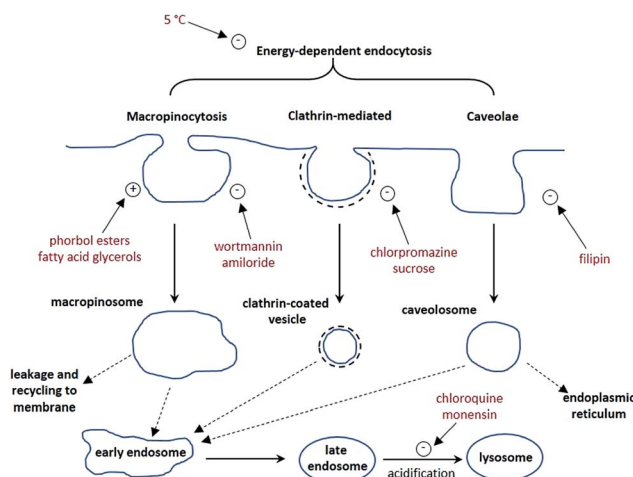 5 °C
-
Energy-dependent endocytosis
Macropinocytosis
Clathrin-mediated
Caveolae
+
-
-
-
phorbol esters
fatty acid glycerols
wortmannin
amiloride
chlorpromazine
sucrose
filipin
macropinosome
clathrin-coated
vesicle
caveolosome
leakage and
recycling to
membrane
endoplasmic
reticulum
chloroquine
monensin
-
early endosome
late
endosome
acidification
lysosome